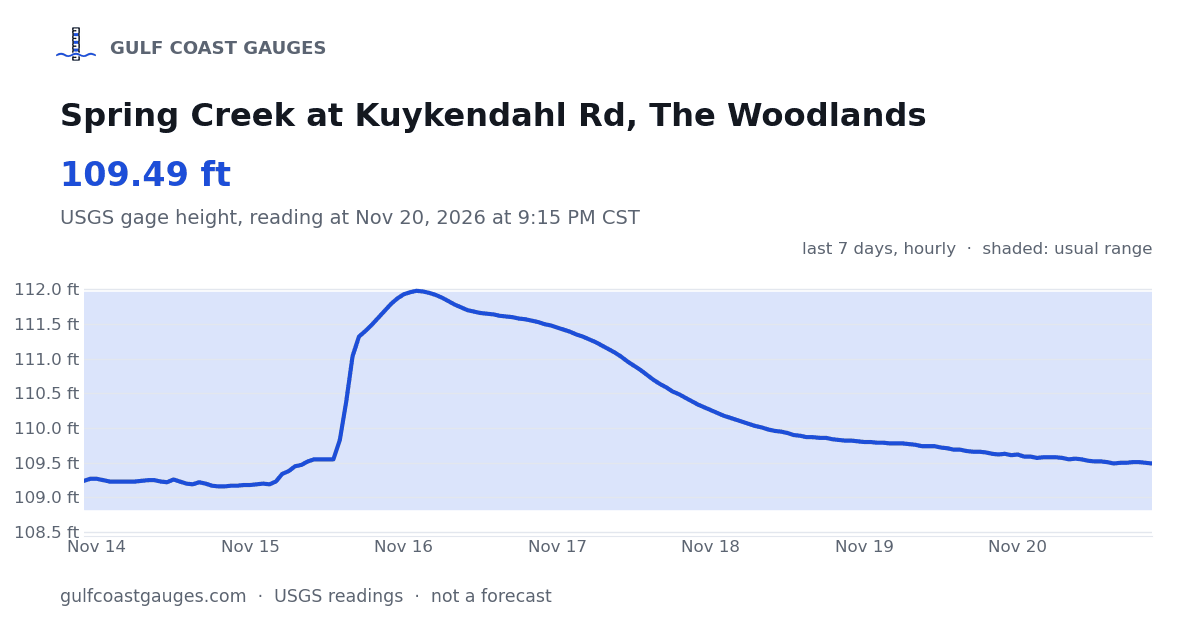 GULF COAST GAUGES
Spring Creek at Kuykendahl Rd, The Woodlands
109.49 ft
USGS gage height, reading at Nov 20, 2026 at 9:15 PM CST
last 7 days, hourly · shaded: usual range
112.0 ft
111.5 ft
111.0 ft
110.5 ft
110.0 ft
109.5 ft
109.0 ft
108.5 ft
Nov 14 Nov 15 Nov 16 Nov 17 Nov 18 Nov 19 Nov 20
gulfcoastgauges.com · USGS readings · not a forecast